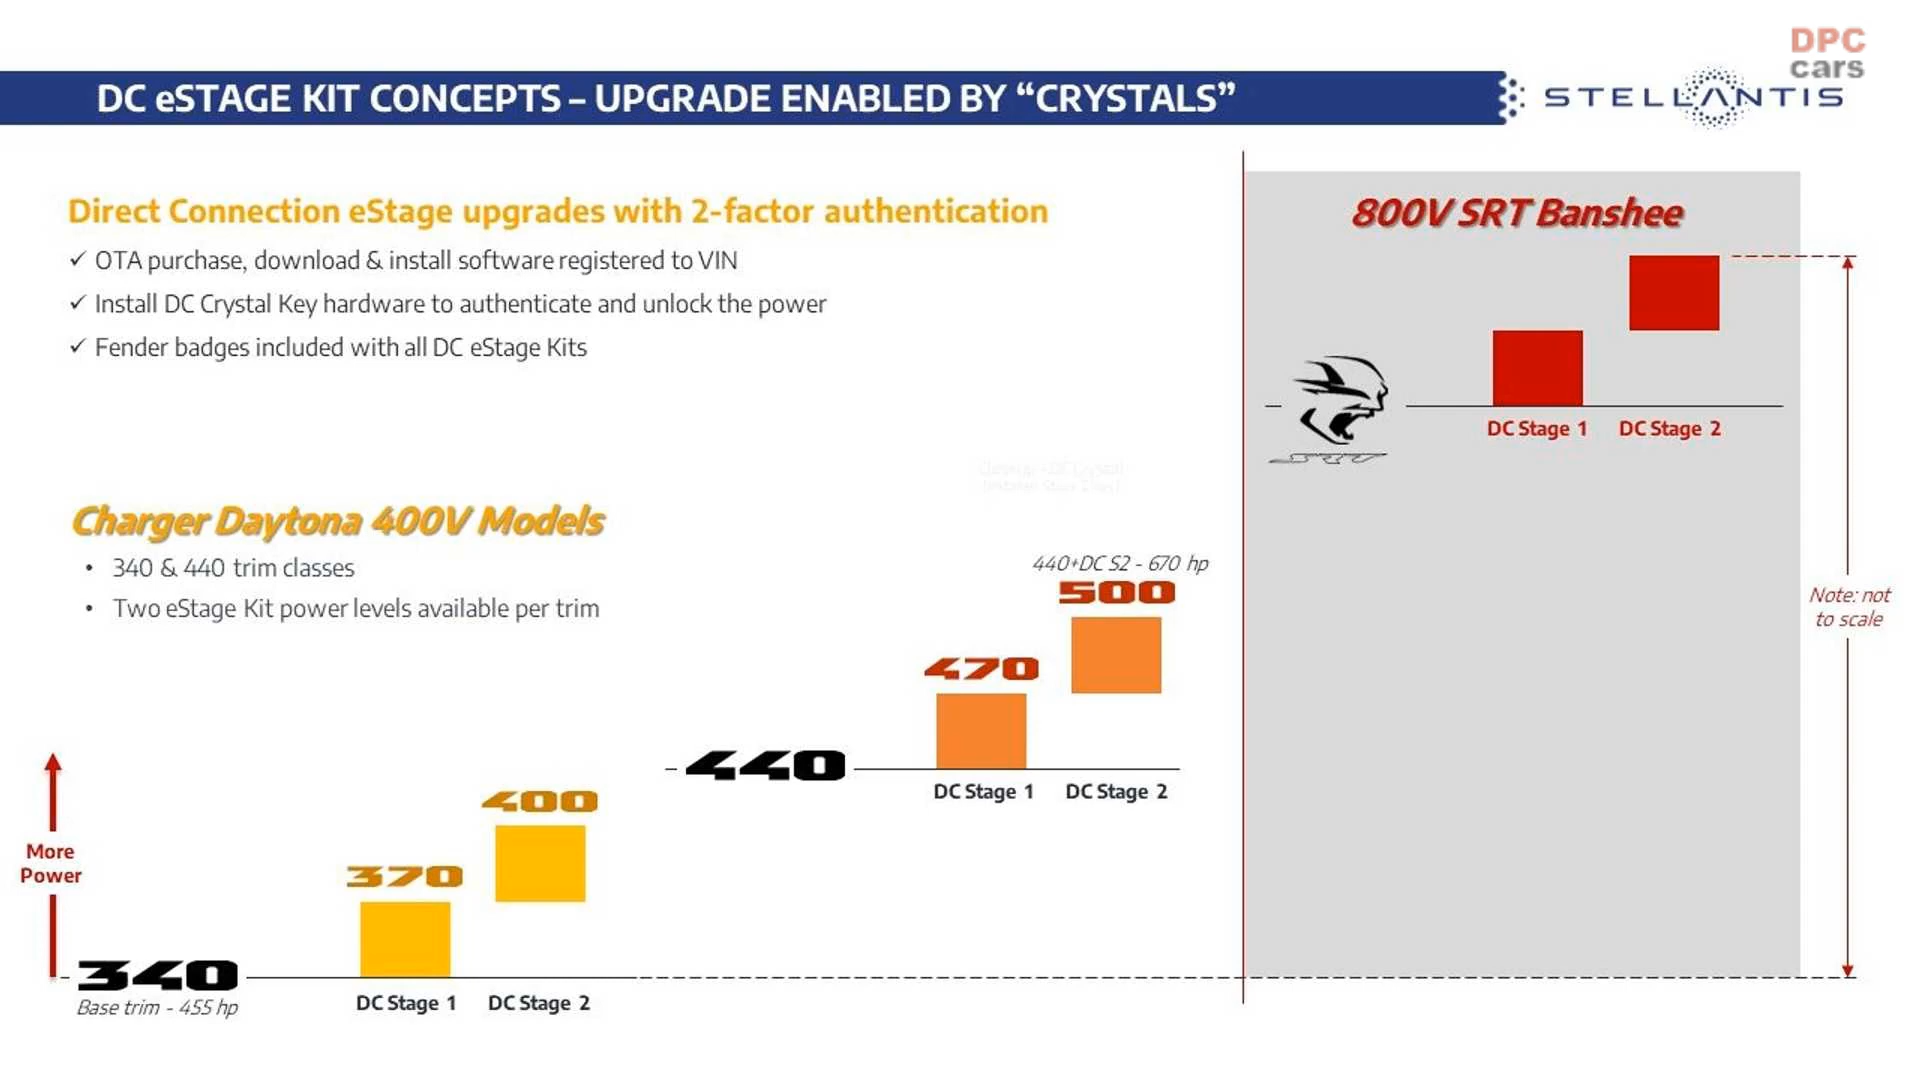 DPC
cars
DC eSTAGE KIT CONCEPTS – UPGRADE ENABLED BY “CRYSTALS”
STELLANTIS
Direct Connection eStage upgrades with 2-factor authentication
✓ OTA purchase, download & install software registered to VIN
✓ Install DC Crystal Key hardware to authenticate and unlock the power
✓ Fender badges included with all DC eStage Kits
800V SRT Banshee
DC Stage 1 DC Stage 2
SRT
Charger Daytona 400V Models
• 340 & 440 trim classes
• Two eStage Kit power levels available per trim
440+DC S2 - 670 hp
500
470
440
DC Stage 1 DC Stage 2
Note: not
to scale
400
370
More
Power
340
Base trim - 455 hp
DC Stage 1 DC Stage 2